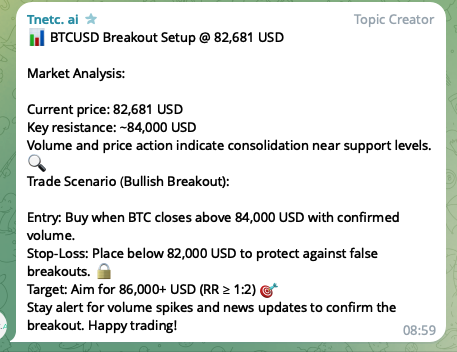 Tnetc. ai Topic Creator
📊 BTCUSD Breakout Setup @ 82,681 USD
Market Analysis:
Current price: 82,681 USD
Key resistance: ~84,000 USD
Volume and price action indicate consolidation near support levels.
🔍
Trade Scenario (Bullish Breakout):
Entry: Buy when BTC closes above 84,000 USD with confirmed
volume.
Stop-Loss: Place below 82,000 USD to protect against false
breakouts. 🔒
Target: Aim for 86,000+ USD (RR ≥ 1:2) 🎯
Stay alert for volume spikes and news updates to confirm the
breakout. Happy trading!
08:59